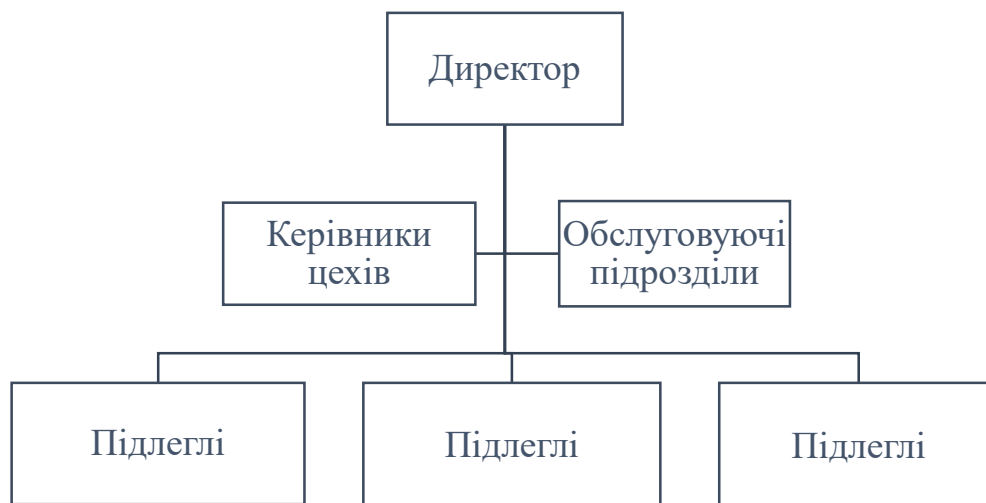 Директор
Керівники
цехів
Обслуговуючі
підрозділи
Підлеглі
Підлеглі
Підлеглі